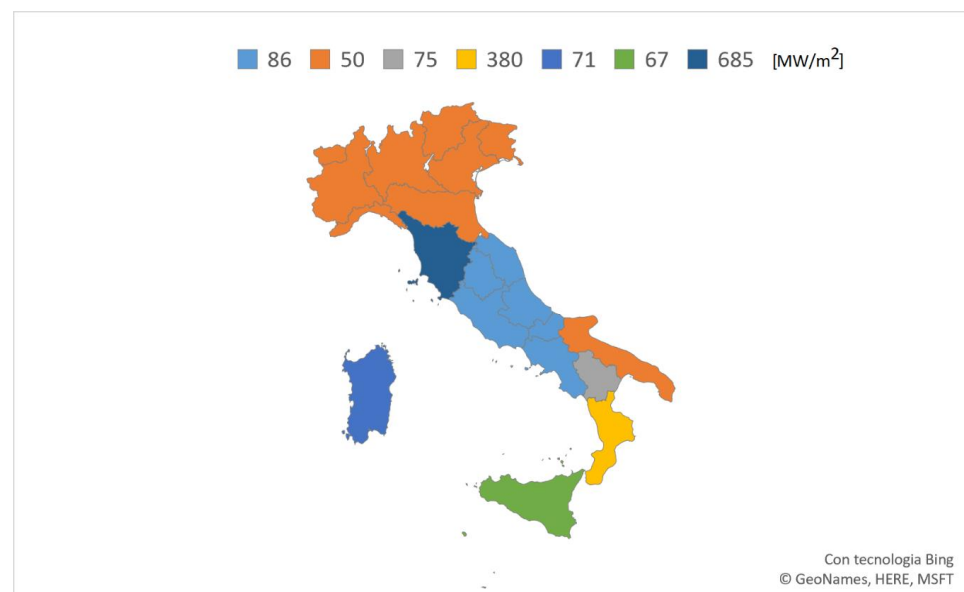 86 50 75 380 71 67 685 [MW/m²]
Con tecnologia Bing
© GeoNames, HERE, MSFT